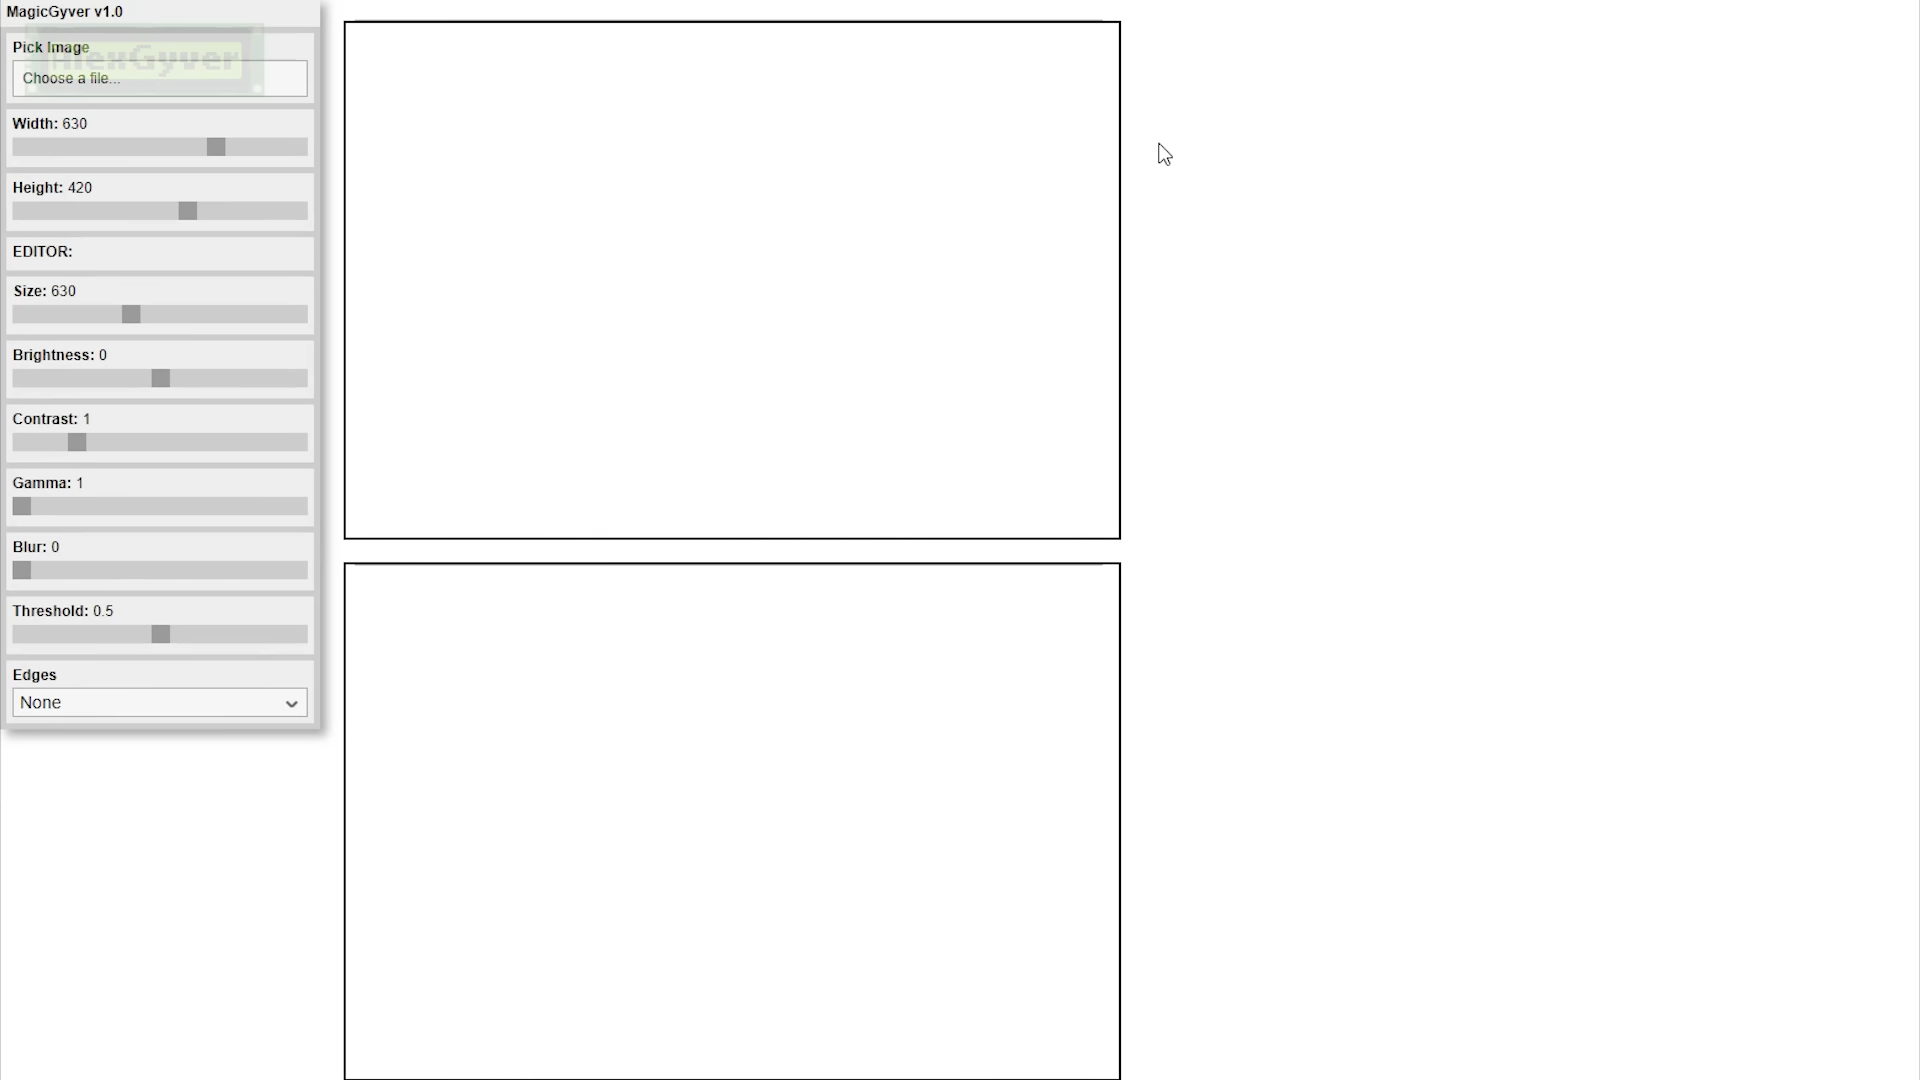 MagicGyver v1.0
Pick Image
AlexGyver
Choose a file...
Width: 630
Height: 420
EDITOR:
Size: 630
Brightness: 0
Contrast: 1
Gamma: 1
Blur: 0
Threshold: 0.5
Edges
None